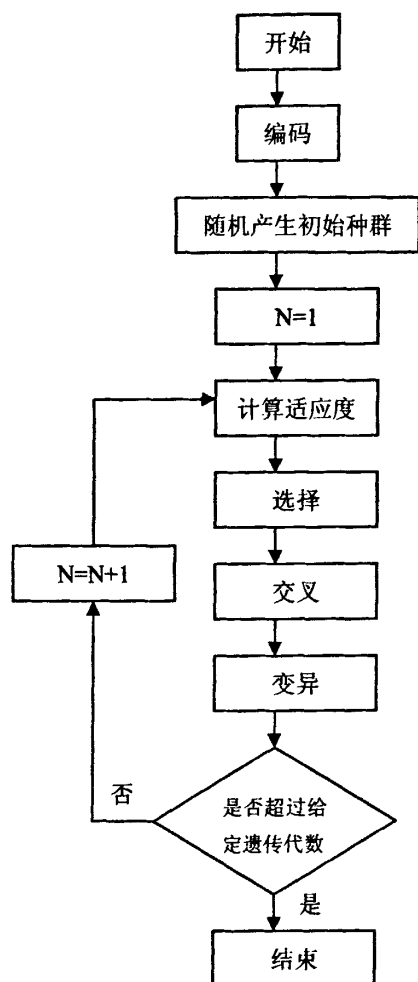 开始
编码
随机产生初始种群
N=1
计算适应度
选择
N=N+1
交叉
变异
否
是否超过给
定遗传代数
是
结束